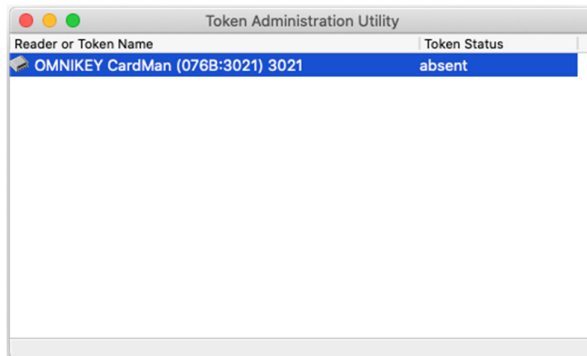 Token Administration Utility
Reader or Token Name Token Status
OMNIKEY CardMan (076B:3021) 3021 absent